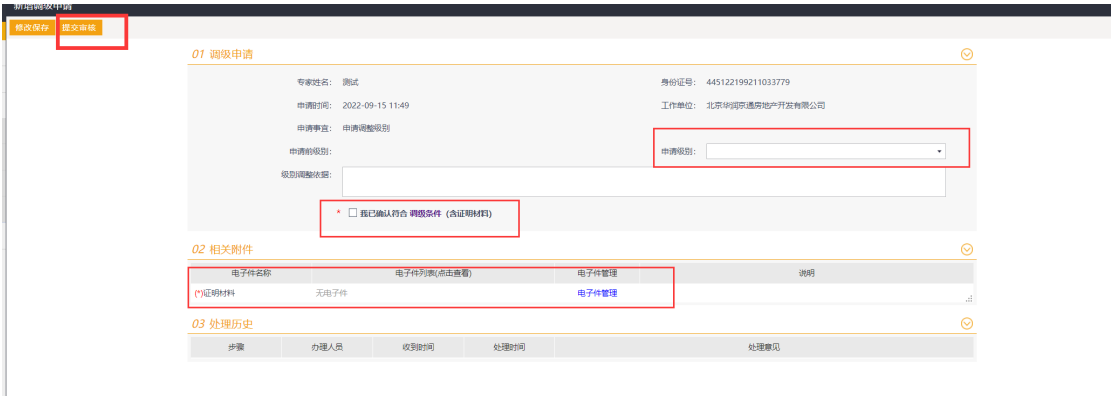 新增调级申请
修改保存 提交审核
01 调级申请
专家姓名： 测试 身份证号： 445122199211033779
申请时间： 2022-09-15 11:49 工作单位： 北京华润京通房地产开发有限公司
申请事宜： 申请调整级别
申请前级别： 申请级别：
级别调整依据：
* 我已确认符合 调级条件 (含证明材料)
02 相关附件
电子件名称 电子件列表(点击查看) 电子件管理 说明
(*)证明材料 无电子件 电子件管理
03 处理历史
步骤 办理人员 收到时间 处理时间 处理意见